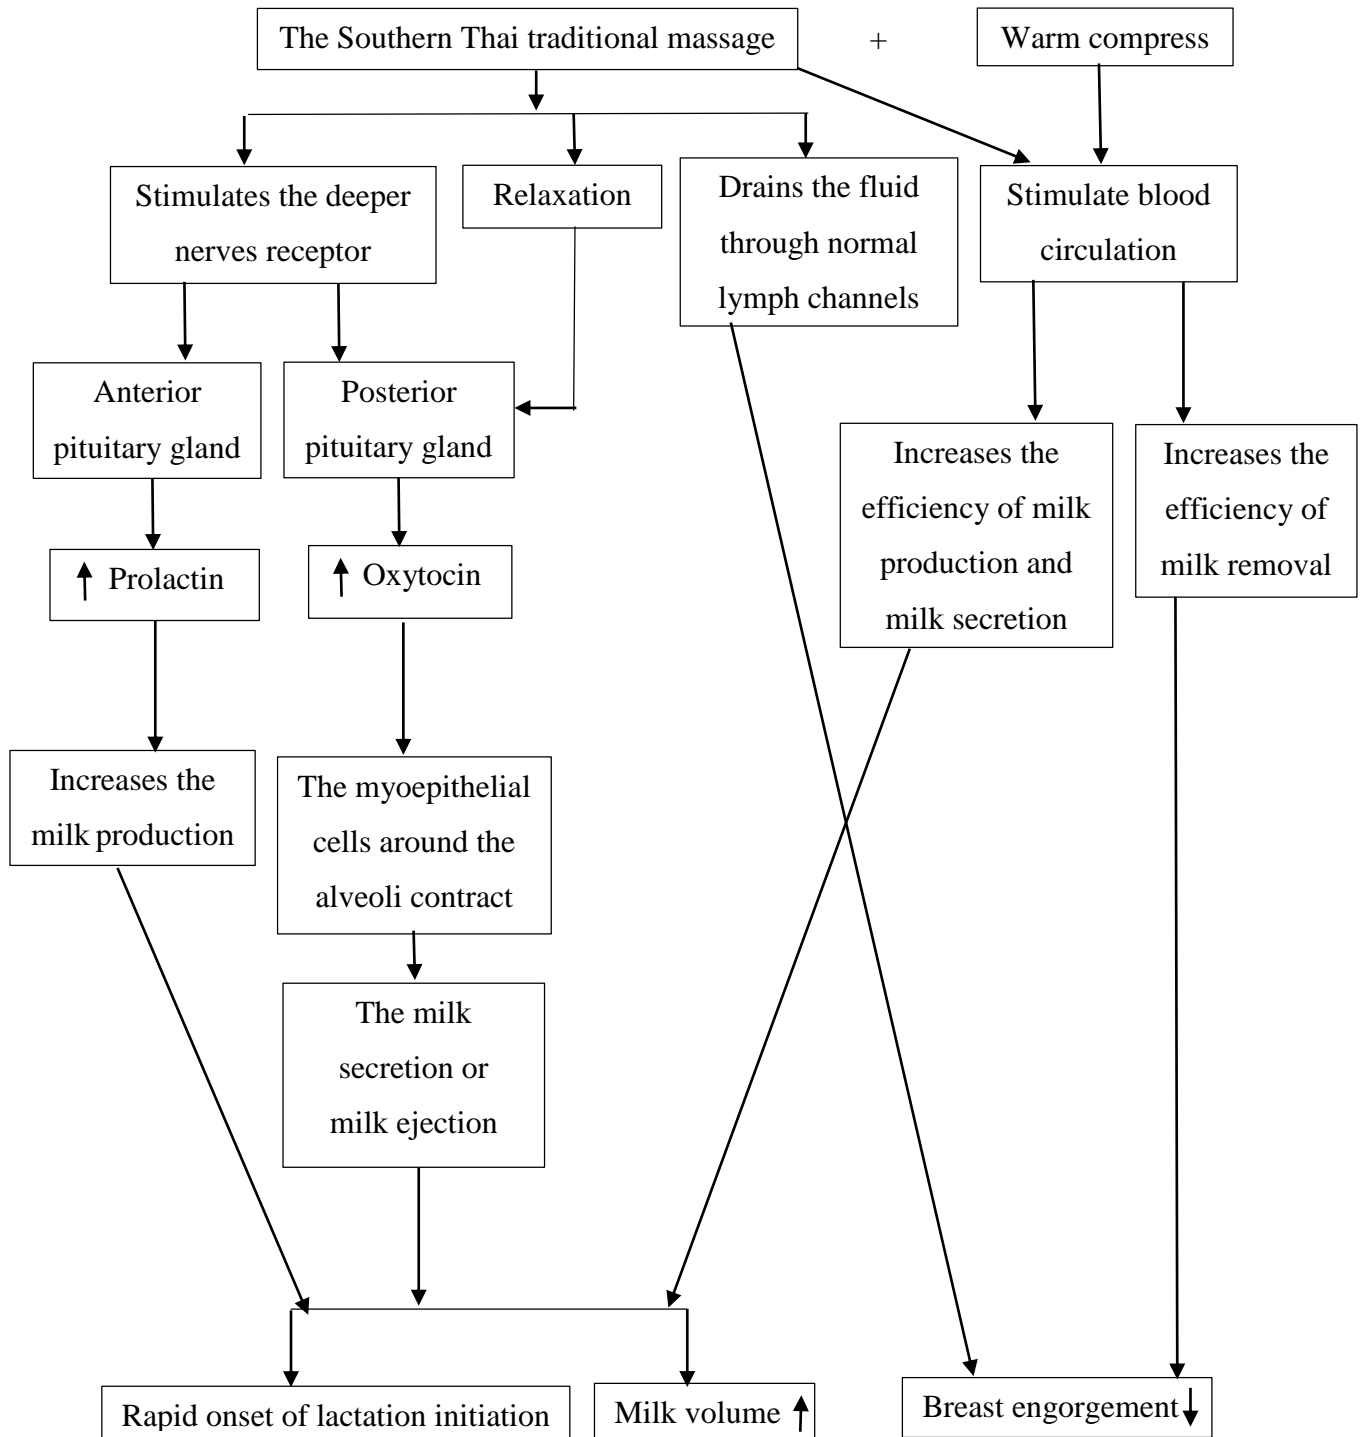 The Southern Thai traditional massage
+
Warm compress
Stimulates the deeper
nerves receptor
Relaxation
Drains the fluid
through normal
lymph channels
Stimulate blood
circulation
Anterior
pituitary gland
Posterior
pituitary gland
Increases the
efficiency of milk
production and
milk secretion
Increases the
efficiency of
milk removal
↑ Prolactin
↑ Oxytocin
Increases the
milk production
The myoepithelial
cells around the
alveoli contract
The milk
secretion or
milk ejection
Rapid onset of lactation initiation
Milk volume ↑
Breast engorgement ↓